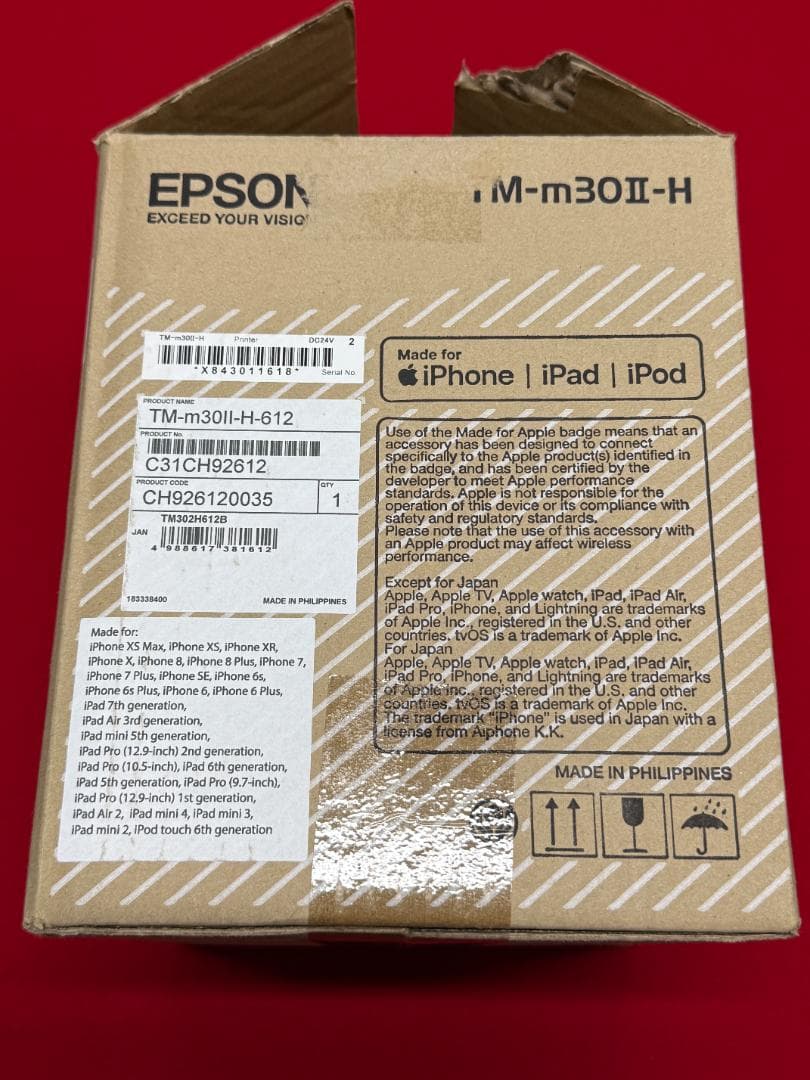 EPSON
EXCEED YOUR VISIO
TM-m30II-H
TM-m30II-H Printer DC24V 2
*X843011618*
Serial No.
PRODUCT NAME
TM-m30II-H-612
PRODUCT No.
C31CH92612
PRODUCT CODE
CH926120035
QTY
1
TM302H612B
JAN
4 988617 381612
183338400 MADE IN PHILIPPINES
Made for:
iPhone XS Max, iPhone XS, iPhone XR,
iPhone X, iPhone 8, iPhone 8 Plus, iPhone 7,
iPhone 7 Plus, iPhone SE, iPhone 6s,
iPhone 6s Plus, iPhone 6, iPhone 6 Plus,
iPad 7th generation,
iPad Air 3rd generation,
iPad mini 5th generation,
iPad Pro (12.9-inch) 2nd generation,
iPad Pro (10.5-inch), iPad 6th generation,
iPad 5th generation, iPad Pro (9.7-inch),
iPad Pro (12.9-inch) 1st generation,
iPad Air 2, iPad mini 4, iPad mini 3,
iPad mini 2, iPod touch 6th generation
Made for
iPhone | iPad | iPod
Use of the Made for Apple badge means that an
accessory has been designed to connect
specifically to the Apple product(s) identified in
the badge, and has been certified by the
developer to meet Apple performance
standards. Apple is not responsible for the
operation of this device or its compliance with
safety and regulatory standards.
Please note that the use of this accessory with
an Apple product may affect wireless
performance.
Except for Japan
Apple, Apple TV, Apple watch, iPad, iPad Air,
iPad Pro, iPhone, and Lightning are trademarks
of Apple Inc., registered in the U.S. and other
countries. tvOS is a trademark of Apple Inc.
For Japan
Apple, Apple TV, Apple watch, iPad, iPad Air,
iPad Pro, iPhone, and Lightning are trademarks
of Apple Inc., registered in the U.S. and other
countries. tvOS is a trademark of Apple Inc.
The trademark "iPhone" is used in Japan with a
license from Aiphone K.K.
MADE IN PHILIPPINES